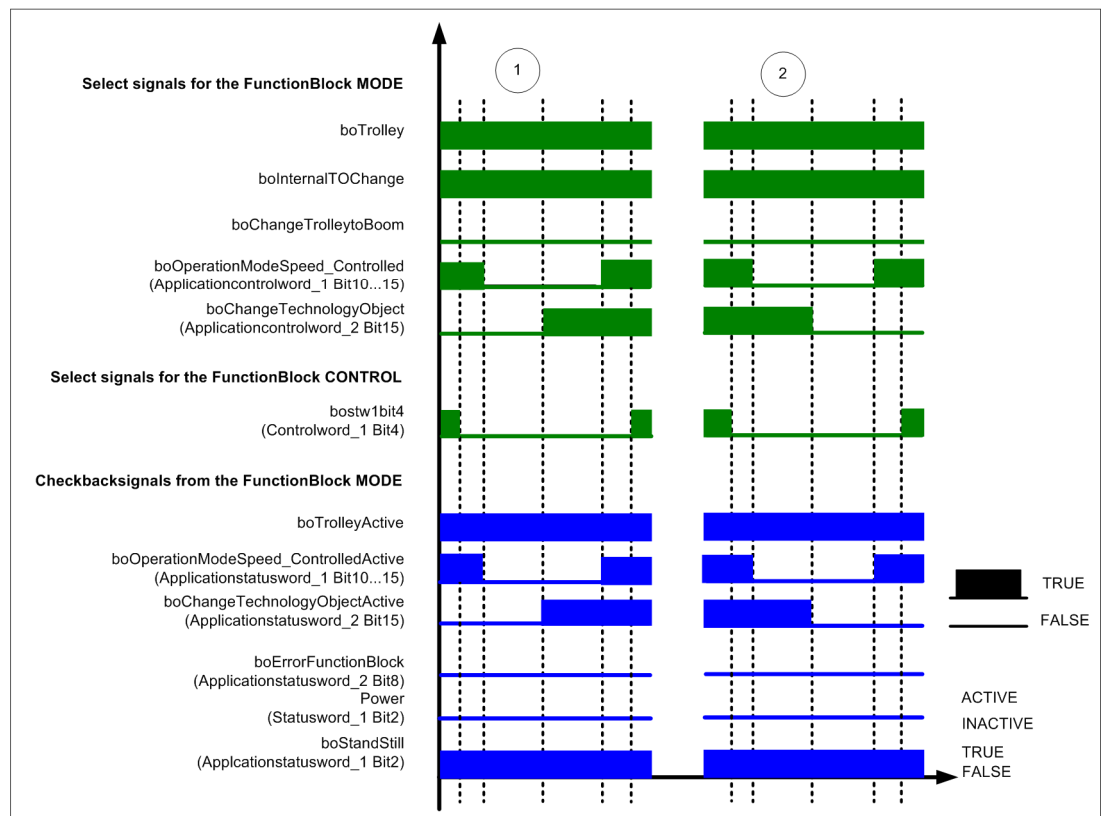 1
2
Select signals for the FunctionBlock MODE
boTrolley
boInternalTOChange
boChangeTrolleytoBoom
boOperationModeSpeed_Controlled
(Applicationcontrolword_1 Bit10...15)
boChangeTechnologyObject
(Applicationcontrolword_2 Bit15)
Select signals for the FunctionBlock CONTROL
bostw1bit4
(Controlword_1 Bit4)
Checkbacksignals from the FunctionBlock MODE
boTrolleyActive
boOperationModeSpeed_ControlledActive
(Applicationstatusword_1 Bit10...15)
boChangeTechnologyObjectActive
(Applicationstatusword_2 Bit15)
TRUE
FALSE
boErrorFunctionBlock
(Applicationstatusword_2 Bit8)
Power
(Statusword_1 Bit2)
ACTIVE
INACTIVE
boStandStill
(Applcationstatusword_1 Bit2)
TRUE
FALSE